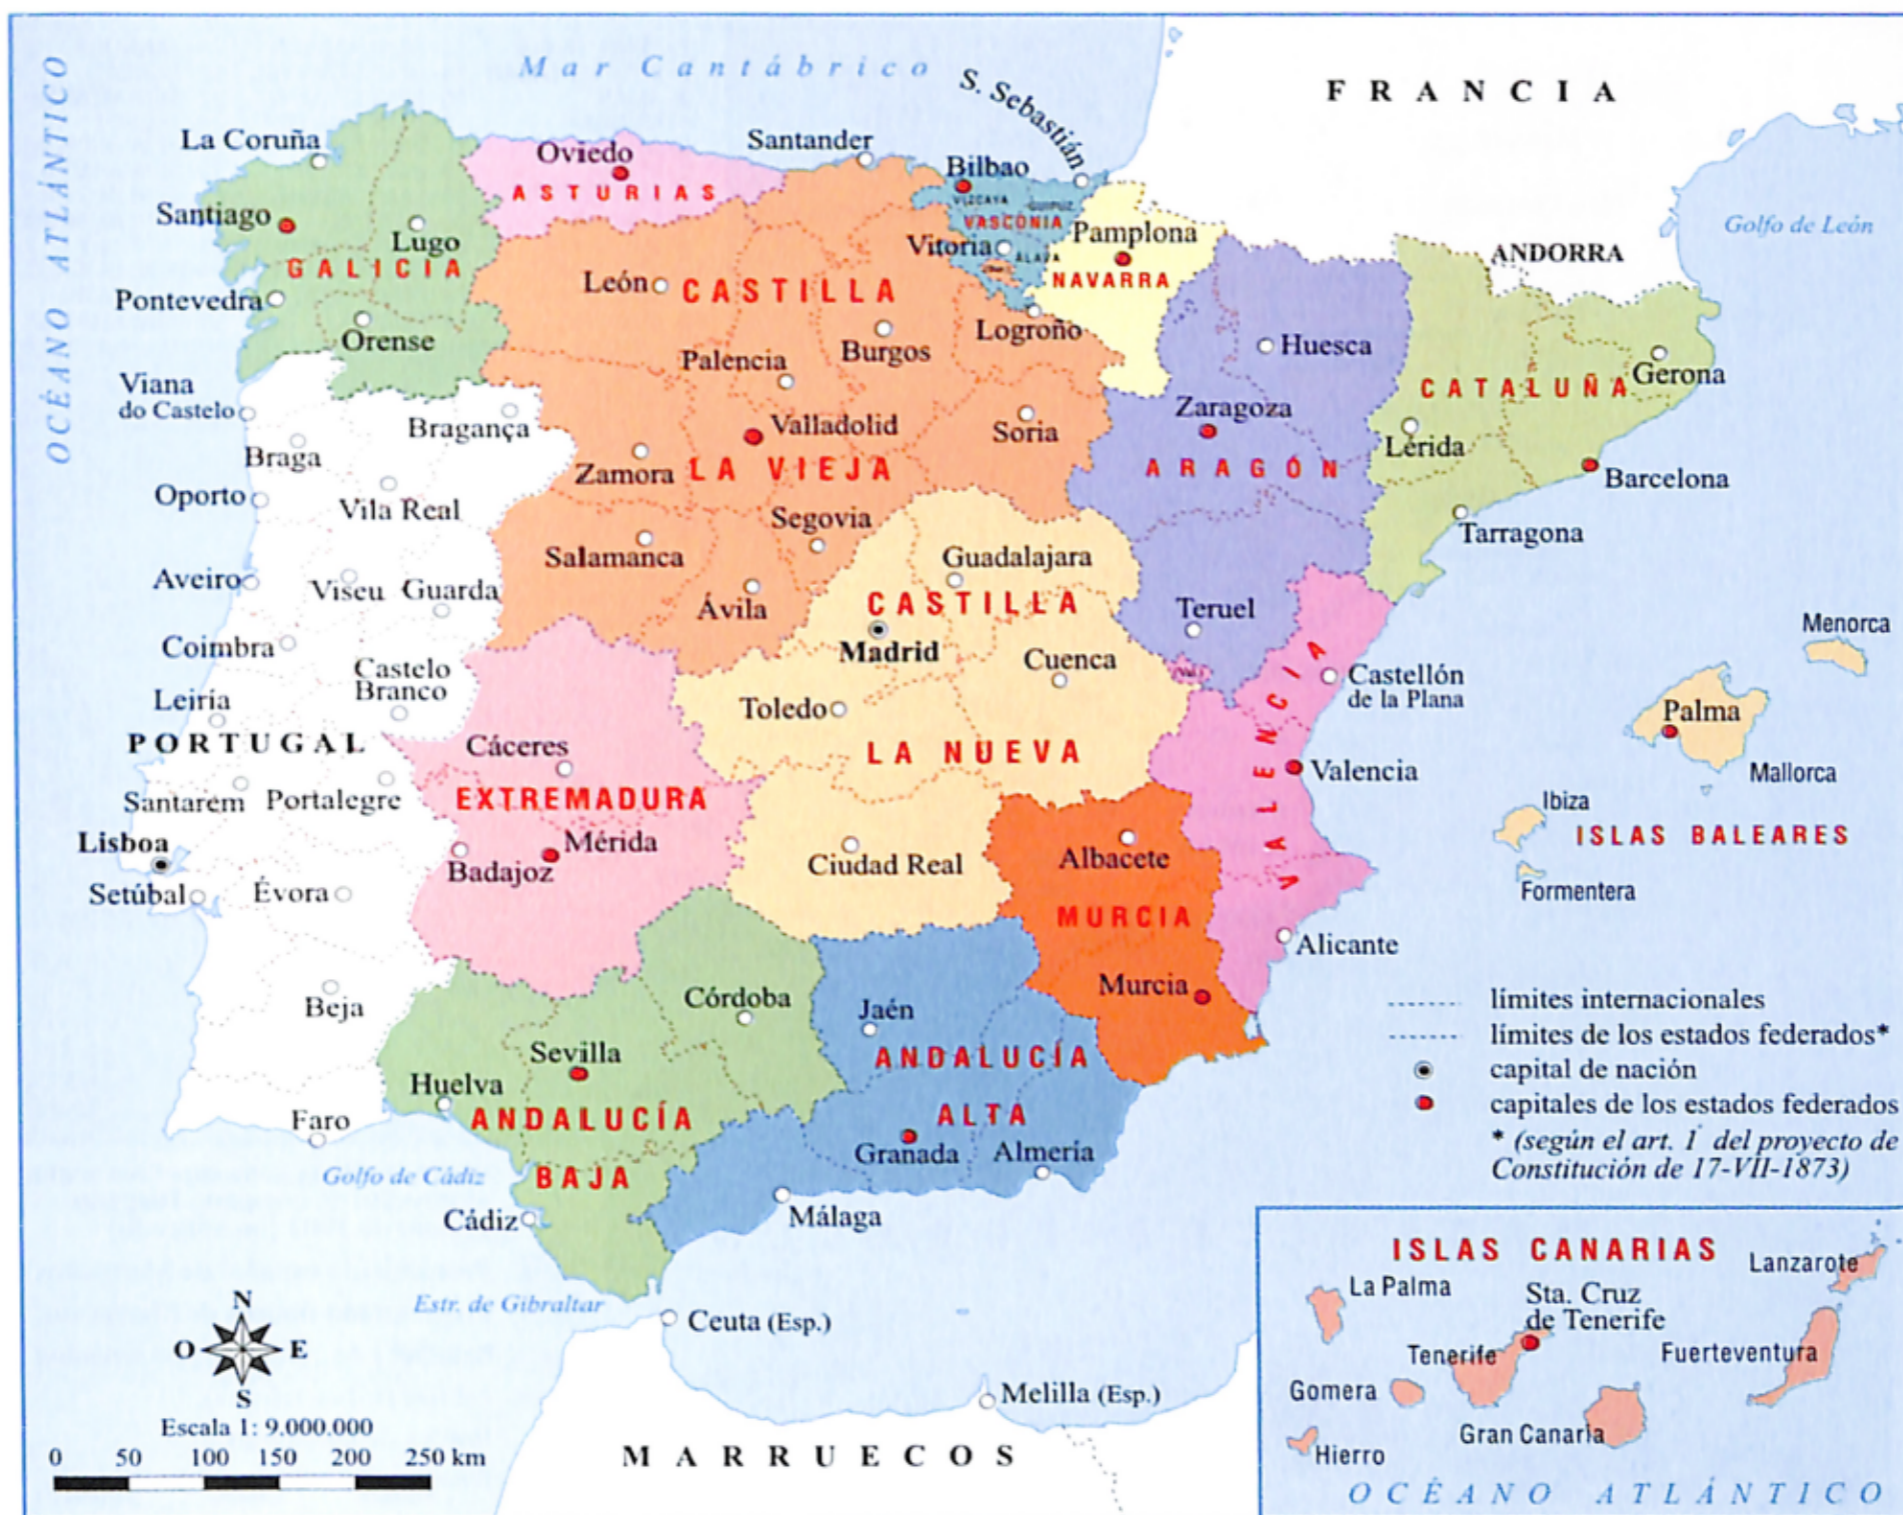 Mar Cantábrico
OCÉANO ATLÁNTICO
FRANCIA
Golfo de León
ANDORRA
La Coruña
Santiago
Lugo
GALICIA
Pontevedra
Orense
Oviedo
ASTURIAS
Santander
S. Sebastián
Bilbao
VIZCAYA
GUIPÚZ.
VASCONIA
Vitoria
ÁLAVA
Pamplona
NAVARRA
León
CASTILLA
Burgos
Logroño
Palencia
Valladolid
Soria
Zamora
LA VIEJA
Segovia
Salamanca
Ávila
Huesca
Zaragoza
ARAGÓN
Teruel
CATALUÑA
Gerona
Lérida
Barcelona
Tarragona
Viana
do Castelo
Bragança
Braga
Oporto
Vila Real
Aveiro
Viseu
Guarda
Coimbra
Castelo
Branco
Leiría
PORTUGAL
Santarem
Portalegre
Lisboa
Setúbal
Évora
Beja
Faro
Guadalajara
CASTILLA
Madrid
Cuenca
Toledo
LA NUEVA
Ciudad Real
Cáceres
EXTREMADURA
Mérida
Badajoz
Castellón
de la Plana
VALENCIA
Valencia
Alicante
Albacete
MURCIA
Murcia
Menorca
Palma
Mallorca
Ibiza
ISLAS BALEARES
Formentera
Córdoba
Sevilla
Huelva
ANDALUCÍA
BAJA
Cádiz
Jaén
ANDALUCÍA
ALTA
Granada
Almería
Málaga
Golfo de Cádiz
Estr. de Gibraltar
Ceuta (Esp.)
Melilla (Esp.)
MARRUECOS
límites internacionales
límites de los estados federados*
capital de nación
capitales de los estados federados
* (según el art. 1 del proyecto de
Constitución de 17-VII-1873)
N
O E
S
Escala 1: 9.000.000
0 50 100 150 200 250 km
ISLAS CANARIAS
Lanzarote
La Palma
Sta. Cruz
de Tenerife
Tenerife
Fuerteventura
Gomera
Gran Canaria
Hierro
OCÉANO ATLÁNTICO